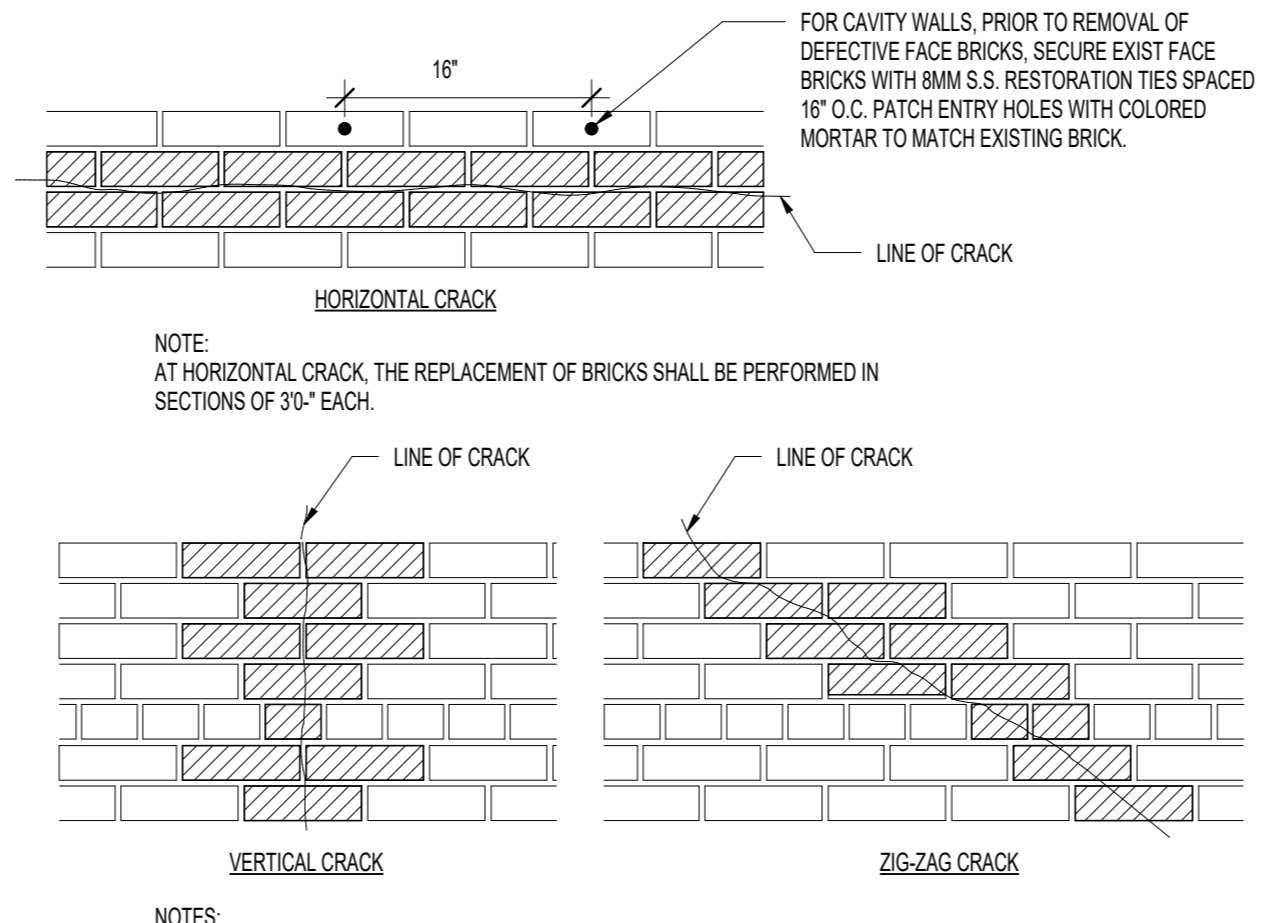 FOR CAVITY WALLS, PRIOR TO REMOVAL OF
DEFECTIVE FACE BRICKS, SECURE EXIST FACE
BRICKS WITH 8MM S.S. RESTORATION TIES SPACED
16" O.C. PATCH ENTRY HOLES WITH COLORED
MORTAR TO MATCH EXISTING BRICK.
16"
LINE OF CRACK
HORIZONTAL CRACK
NOTE:
AT HORIZONTAL CRACK, THE REPLACEMENT OF BRICKS SHALL BE PERFORMED IN
SECTIONS OF 3'0-" EACH.
LINE OF CRACK
LINE OF CRACK
VERTICAL CRACK
ZIG-ZAG CRACK
NOTES: